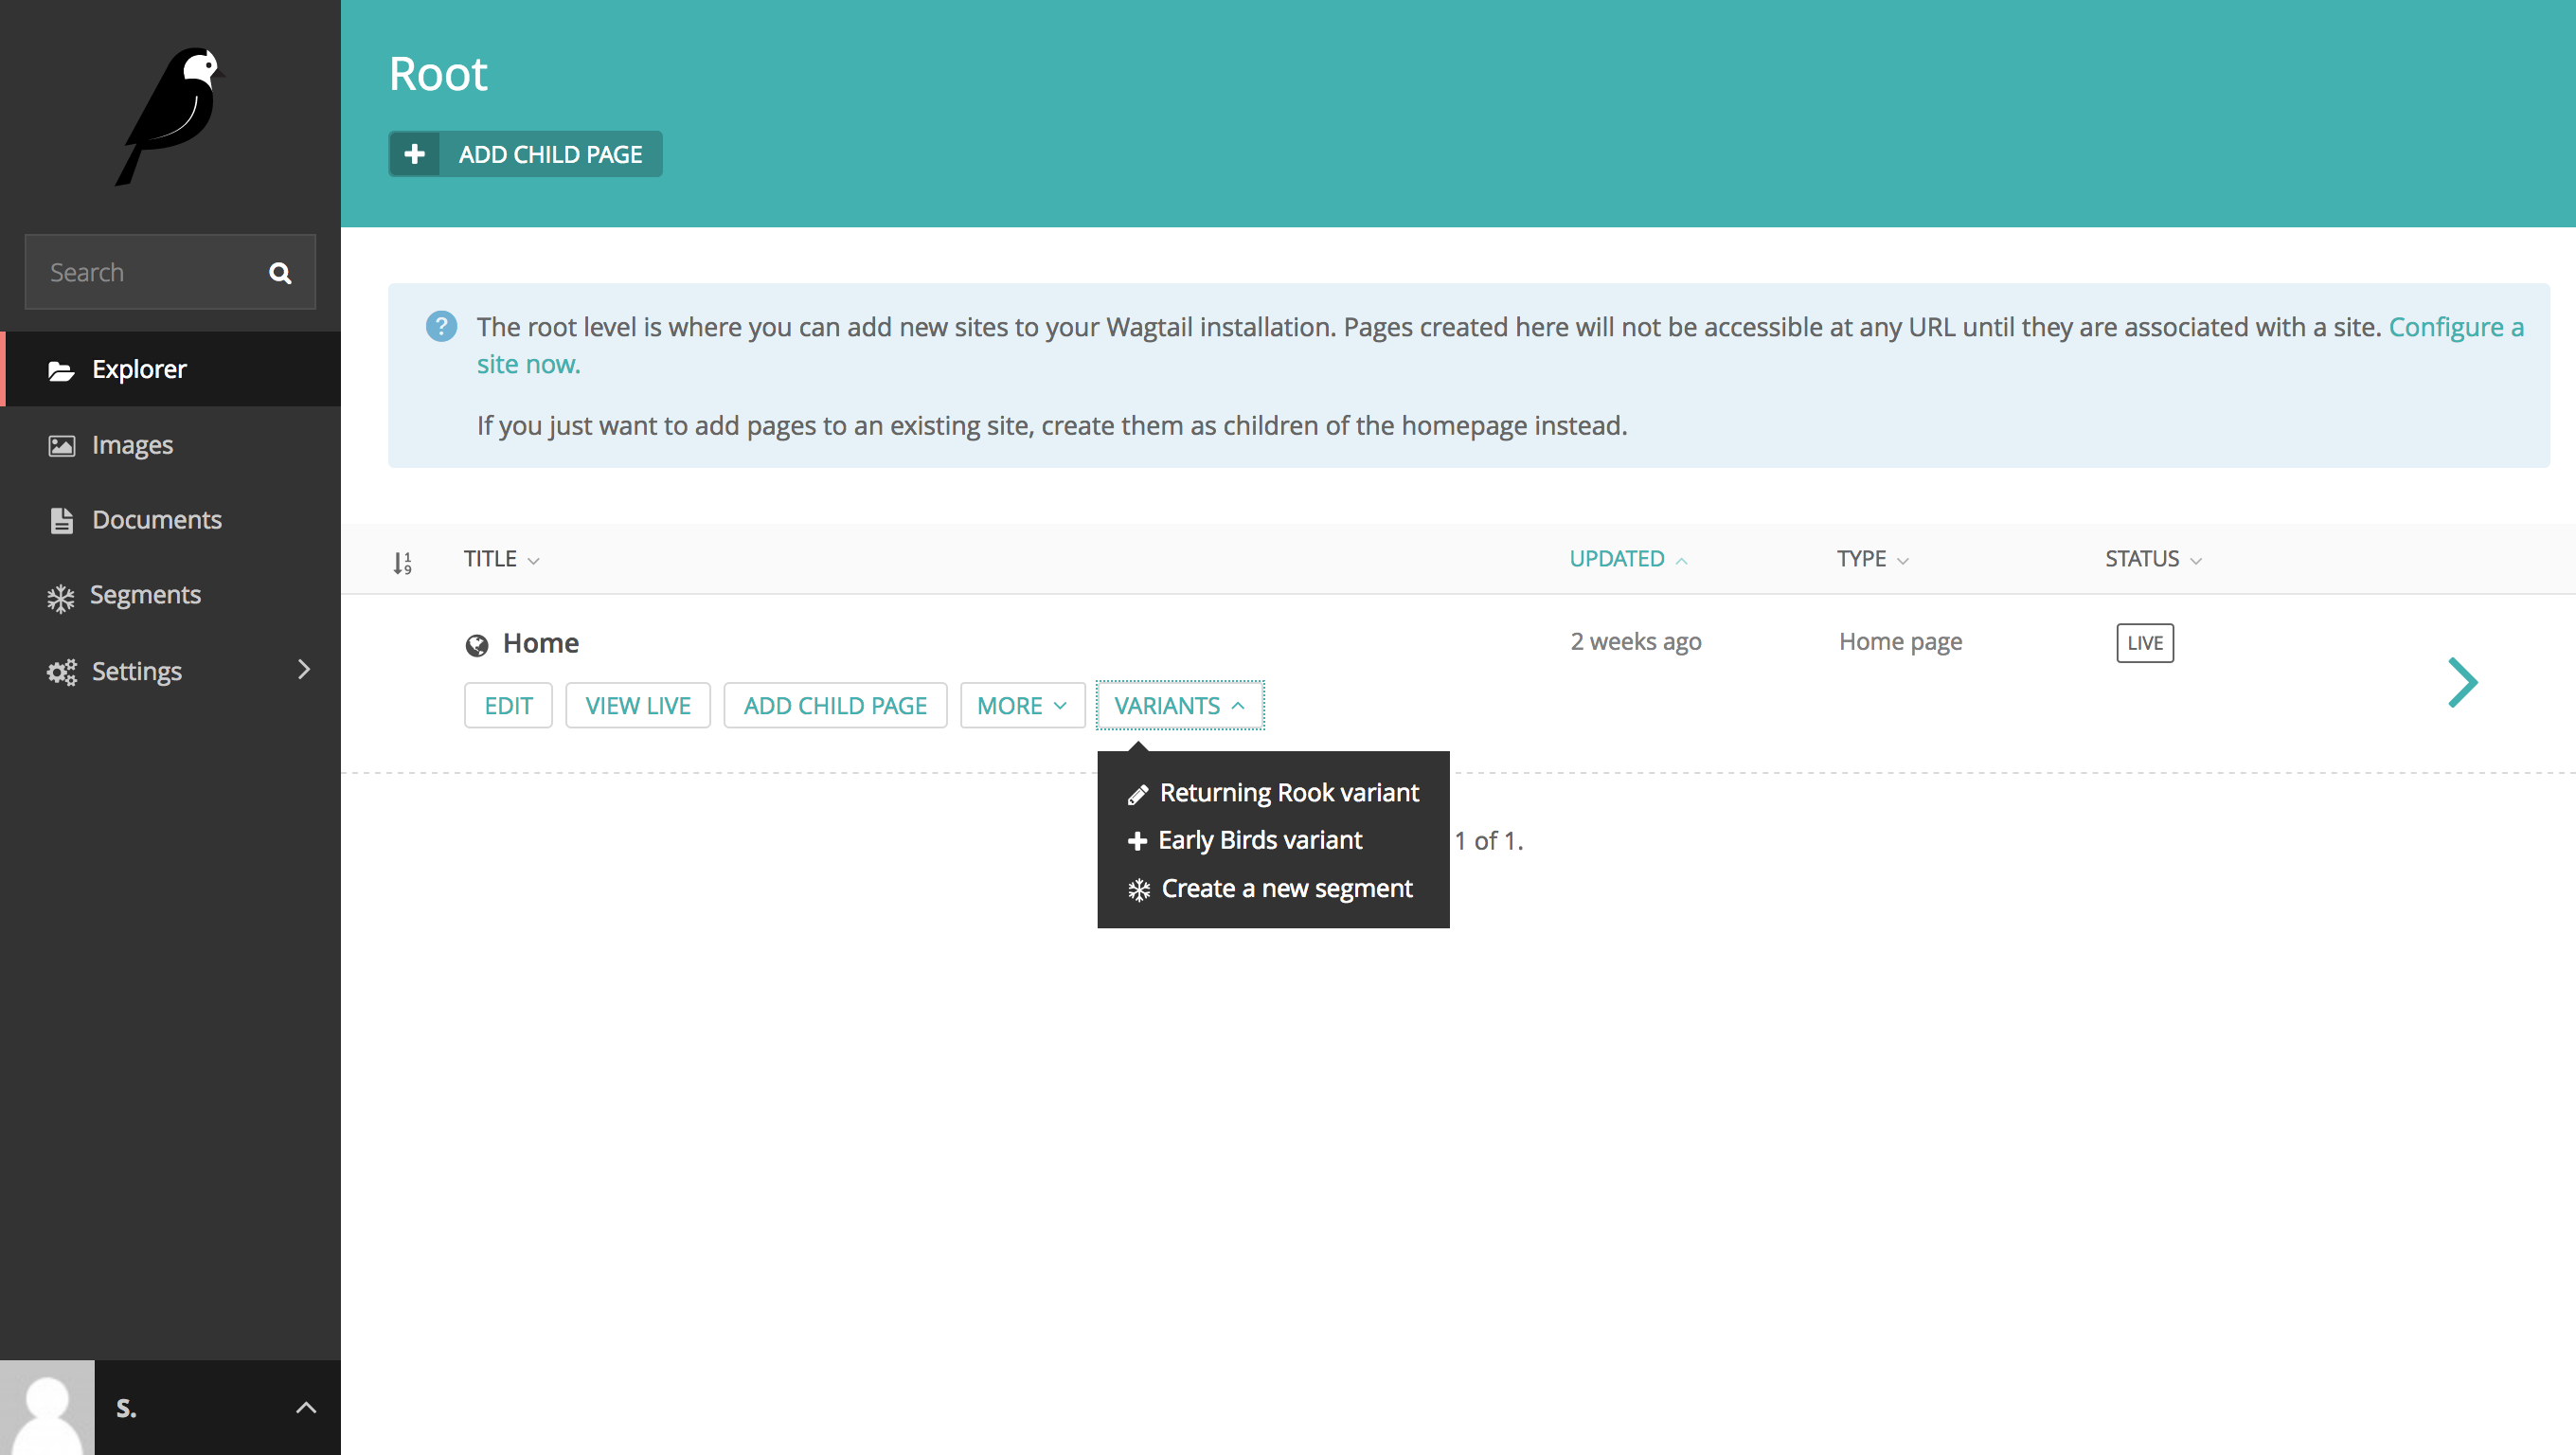 Root
ADD CHILD PAGE
Search
Explorer
Images
Documents
Segments
Settings
S.
The root level is where you can add new sites to your Wagtail installation. Pages created here will not be accessible at any URL until they are associated with a site. Configure a
site now.
If you just want to add pages to an existing site, create them as children of the homepage instead.
1 9 TITLE UPDATED TYPE STATUS
Home 2 weeks ago Home page LIVE
EDIT VIEW LIVE ADD CHILD PAGE MORE VARIANTS
Returning Rook variant
Early Birds variant
Create a new segment
1 of 1.